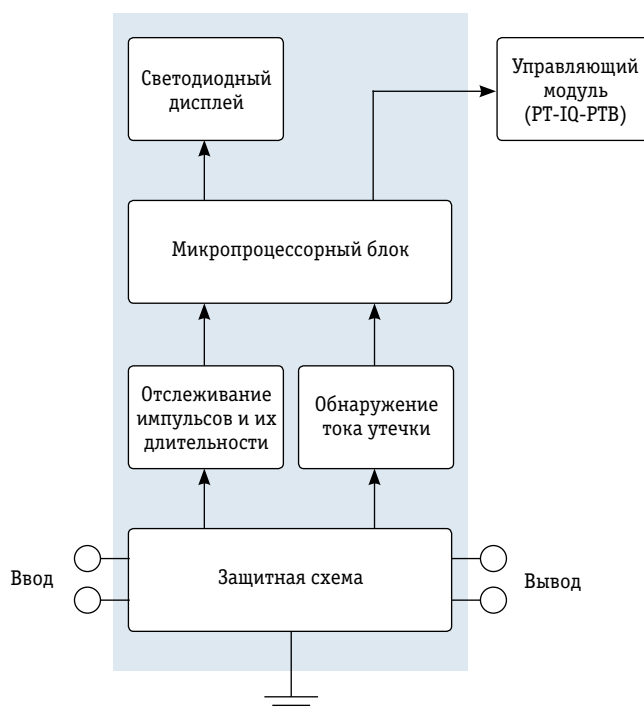 Светодиодный
дисплей
Управляющий
модуль
(PT-IQ-PTB)
Микропроцессорный блок
Отслеживание
импульсов и их
длительности
Обнаружение
тока утечки
Ввод
Защитная схема
Вывод